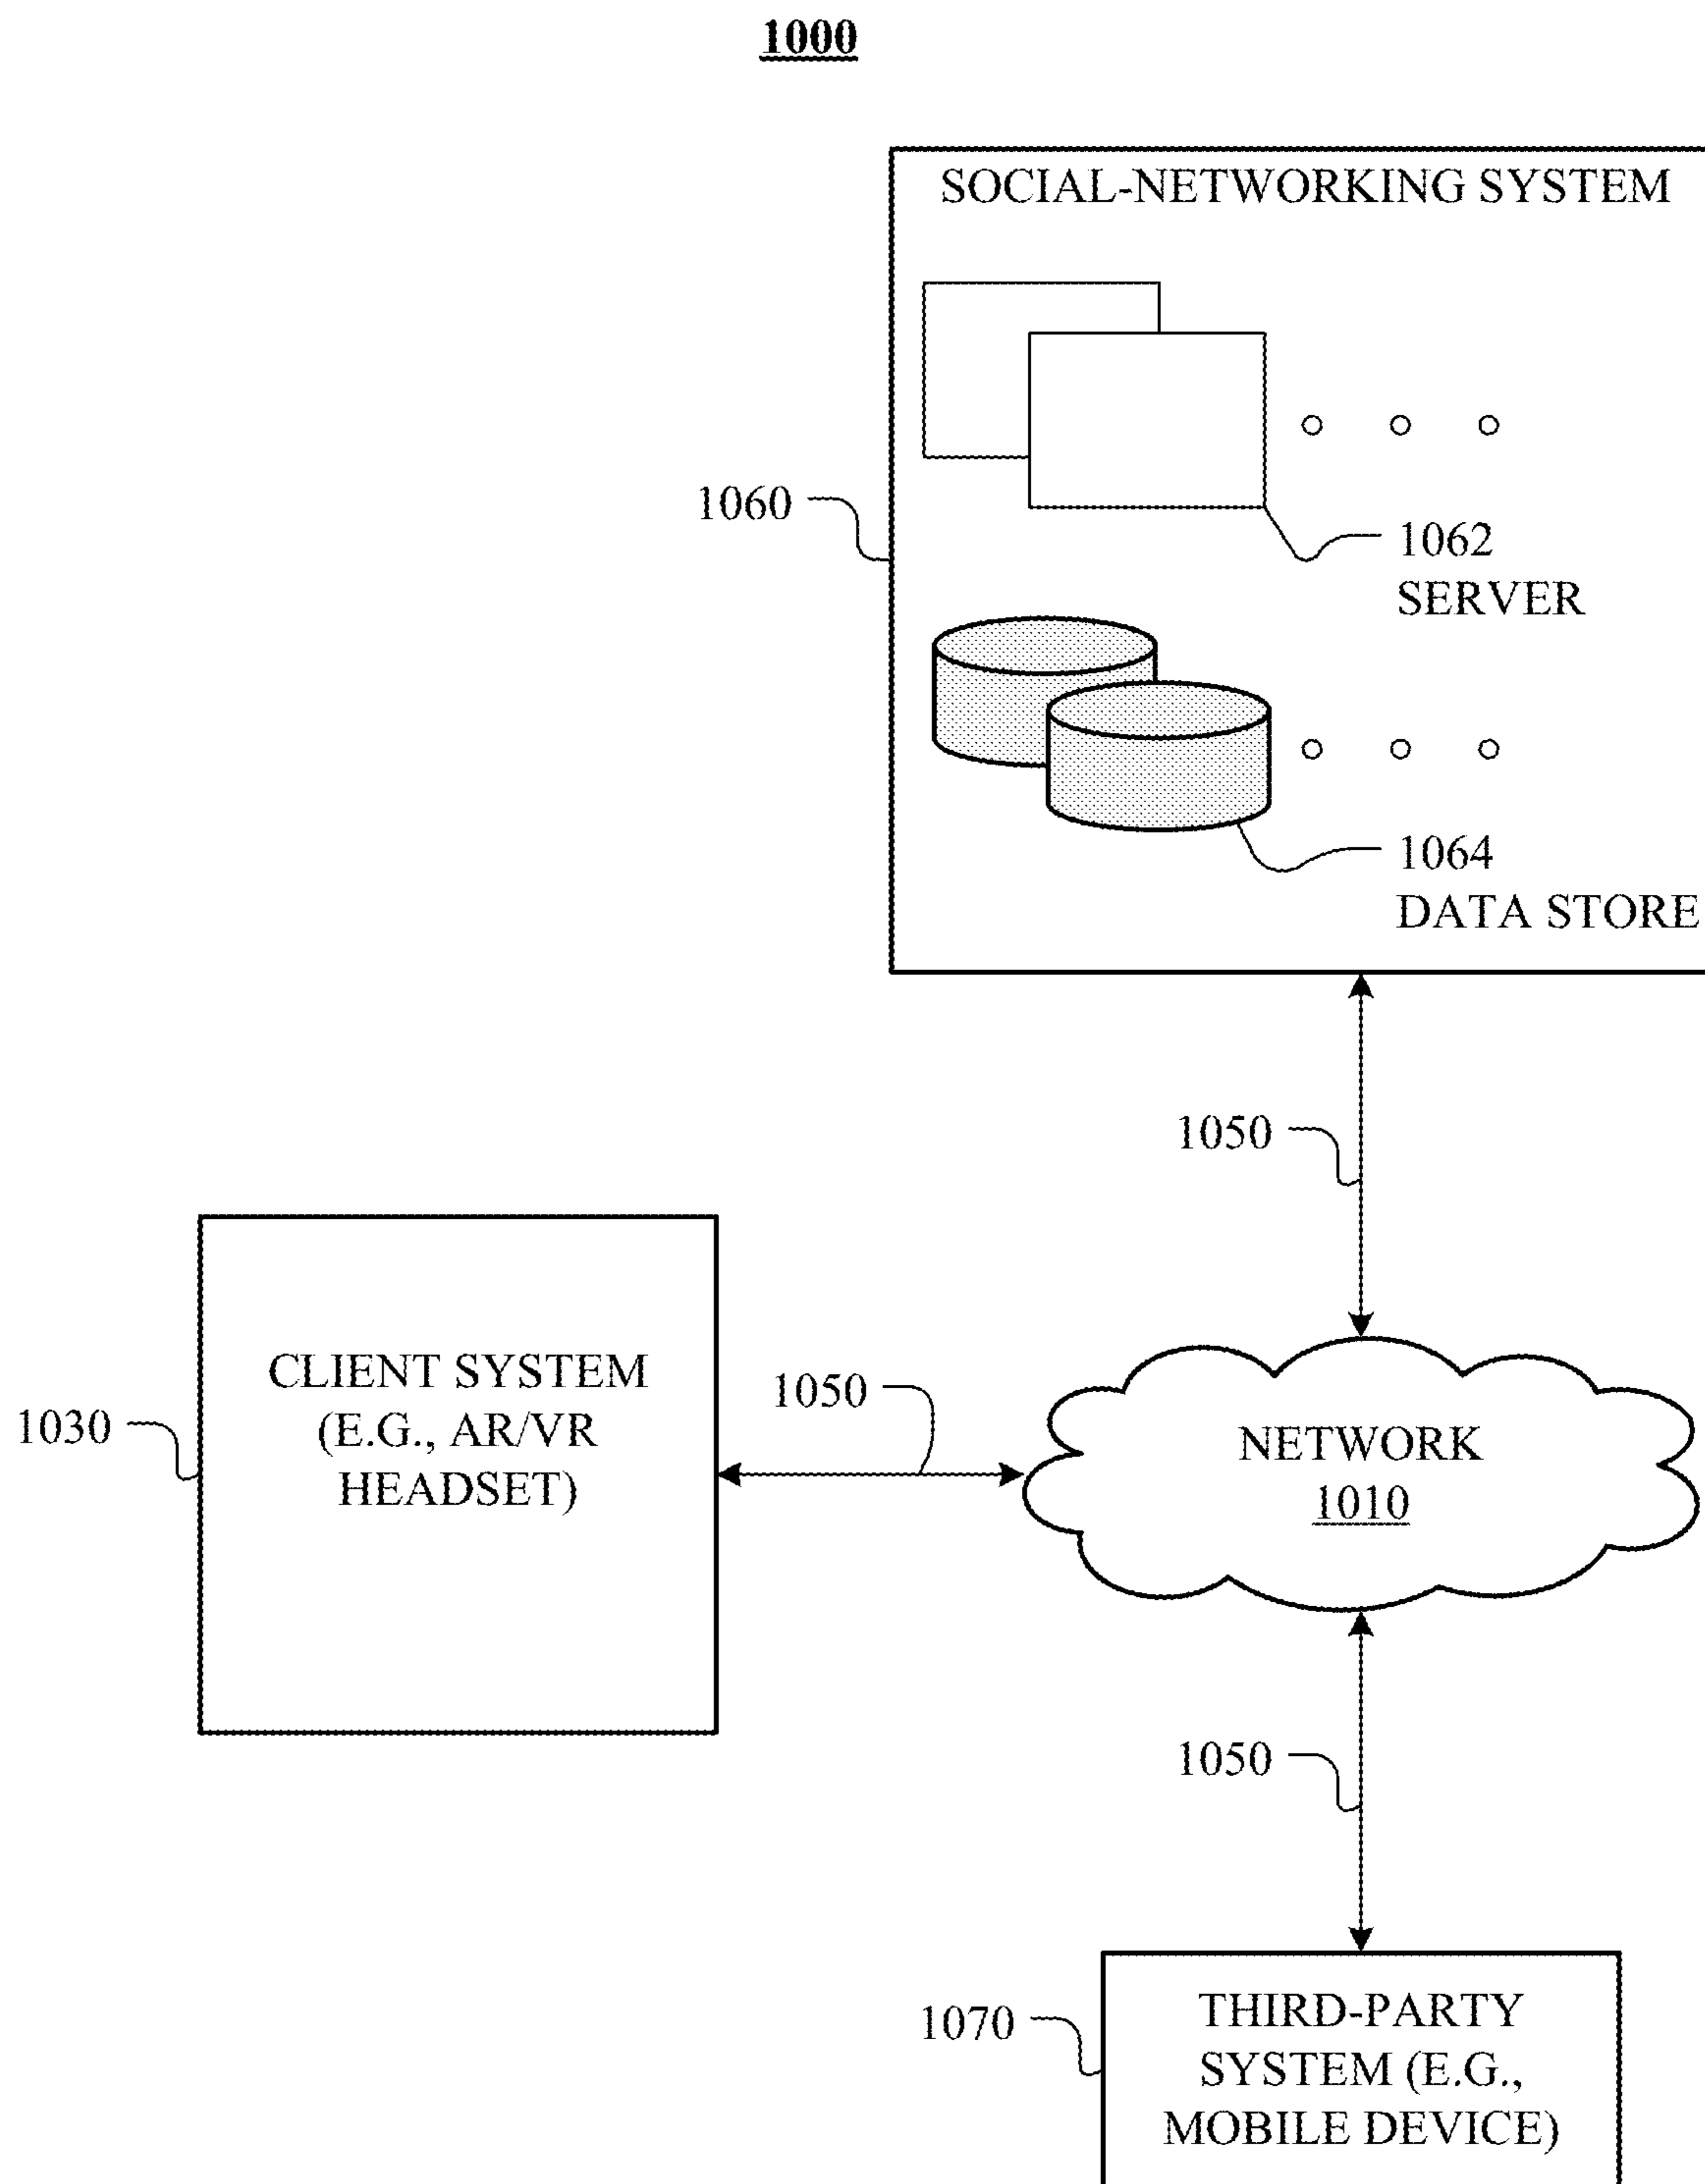 1000
SOCIAL-NETWORKING SYSTEM
1060
1062
SERVER
1064
DATA STORE
1050
CLIENT SYSTEM
(E.G., AR/VR
HEADSET)
1030
1050
NETWORK
1010
1050
1070
THIRD-PARTY
SYSTEM (E.G.,
MOBILE DEVICE)